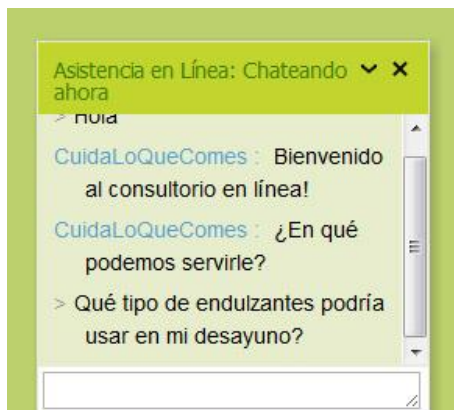 Asistencia en Línea: Chateando
ahora
> Hola
CuidaLoQueComes : Bienvenido
al consultorio en línea!
CuidaLoQueComes : ¿En qué
podemos servirle?
> Qué tipo de endulzantes podría
usar en mi desayuno?